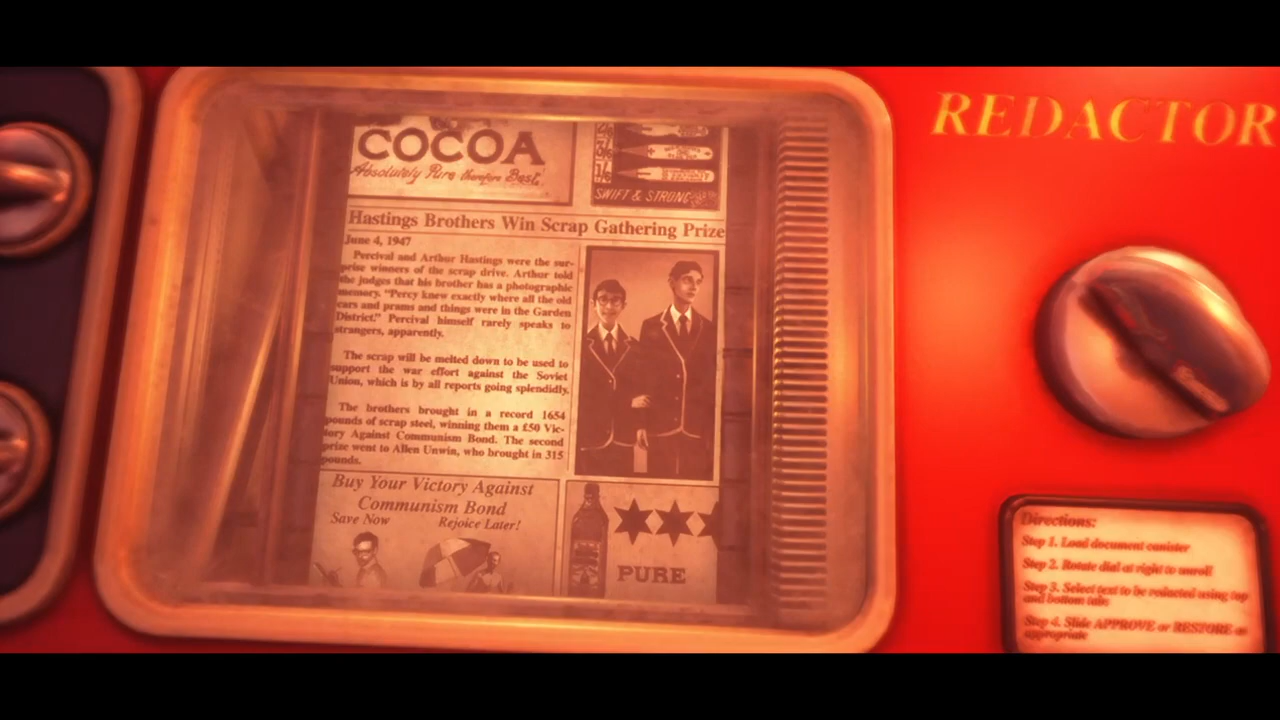 REDACTOR
COCOA
Absolutely Pure therefore Best.
SWIFT & STRONG
Hastings Brothers Win Scrap Gathering Prize
June 4, 1947
Percival and Arthur Hastings were the sur-
prise winners of the scrap drive. Arthur told
the judges that his brother has a photographic
memory. "Percy knew exactly where all the old
cars and prams and things were in the Garden
District." Percival himself rarely speaks to
strangers, apparently.
The scrap will be melted down to be used to
support the war effort against the Soviet
Union, which is by all reports going splendidly.
The brothers brought in a record 1654
pounds of scrap steel, winning them a £50 Vic-
tory Against Communism Bond. The second
prize went to Allen Unwin, who brought in 315
pounds.
Buy Your Victory Against
Communism Bond
Save Now
Rejoice Later!
PURE
Directions:
Step 1. Load document canister
Step 2. Rotate dial at right to unroll
Step 3. Select text to be redacted using top
and bottom tabs
Step 4. Slide APPROVE or RESTORE as
appropriate